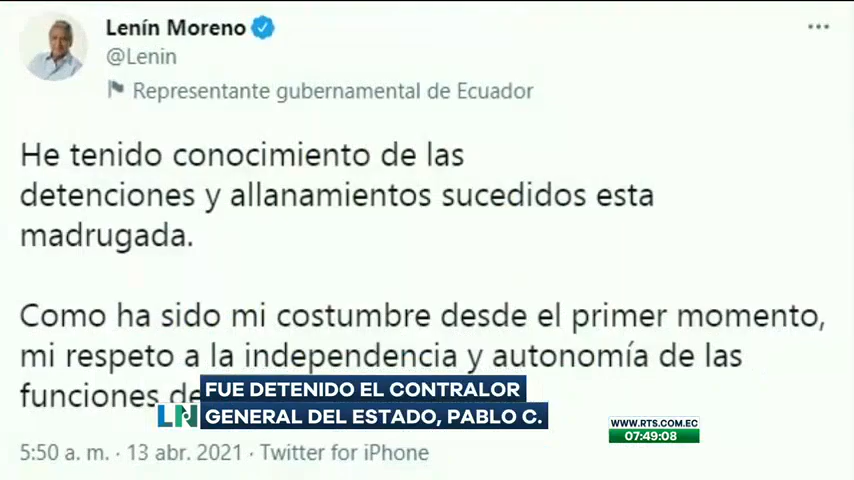 Lenín Moreno
@Lenin
Representante gubernamental de Ecuador
He tenido conocimiento de las
detenciones y allanamientos sucedidos esta
madrugada.
Como ha sido mi costumbre desde el primer momento,
mi respeto a la independencia y autonomía de las
funciones de
FUE DETENIDO EL CONTRALOR
GENERAL DEL ESTADO, PABLO C.
LN
WWW.RTS.COM.EC
07:49:08
5:50 a. m. · 13 abr. 2021 · Twitter for iPhone